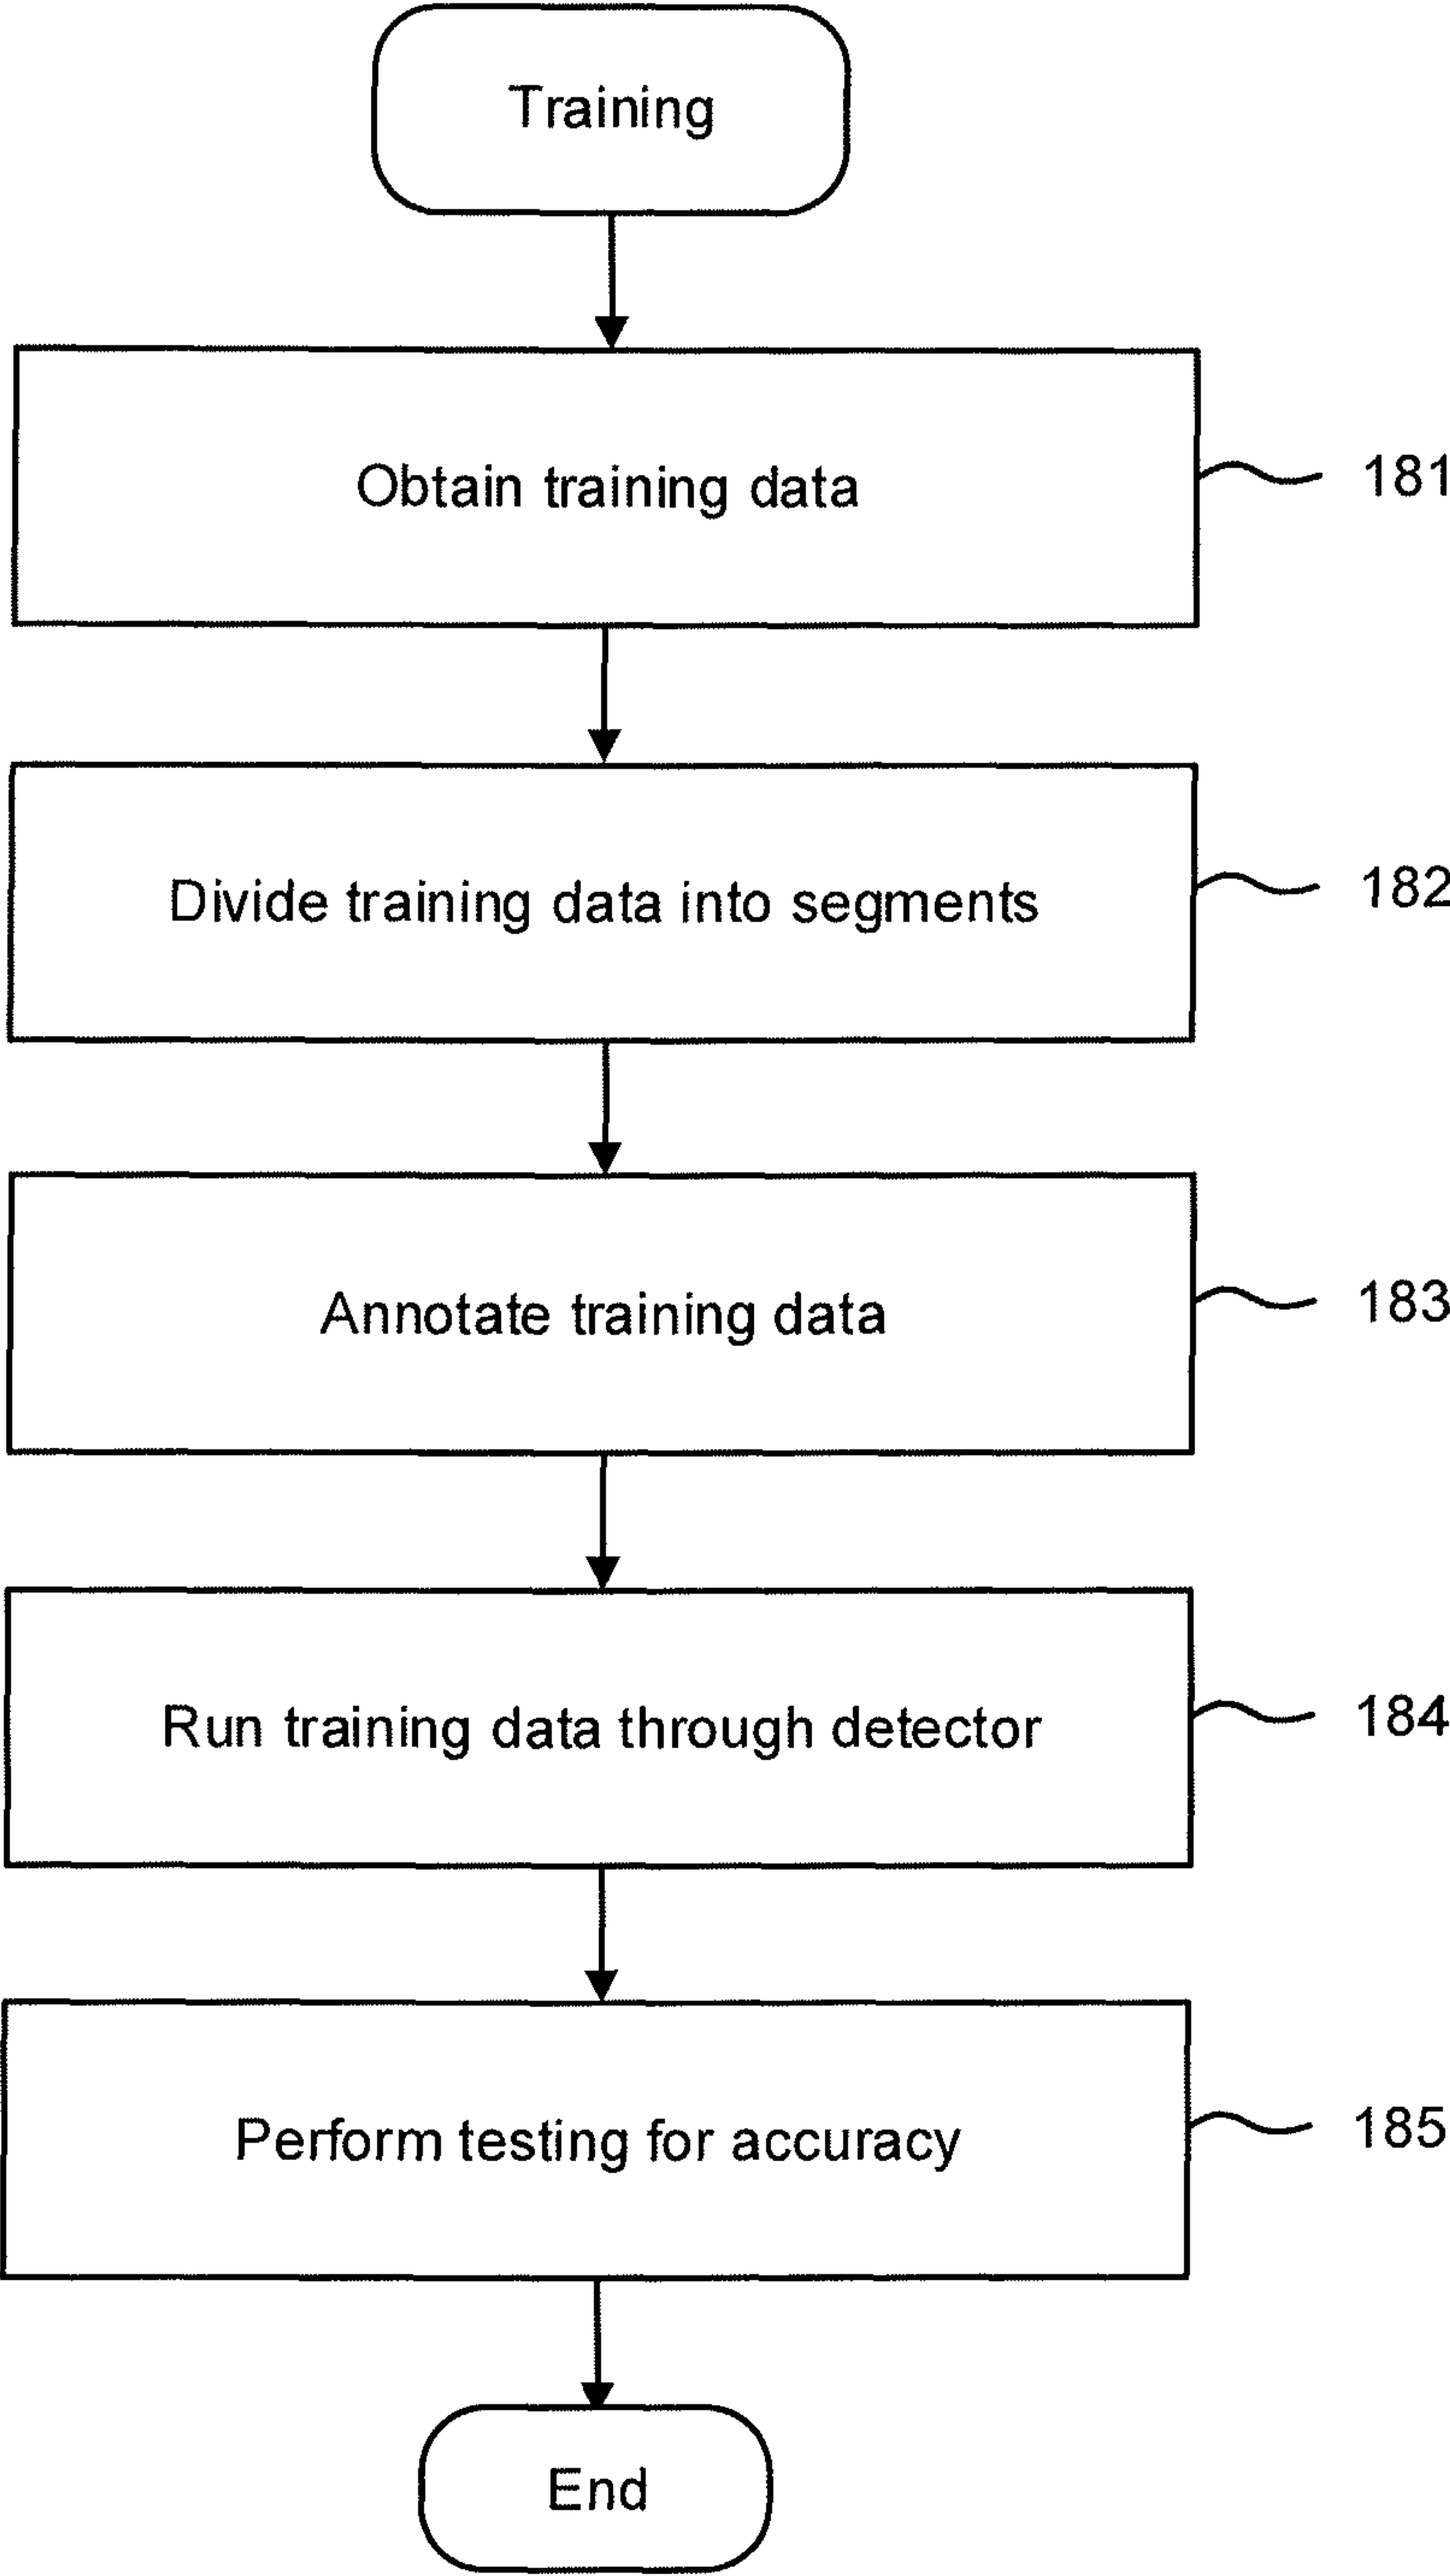 Training
Obtain training data
181
Divide training data into segments
182
Annotate training data
183
Run training data through detector
184
Perform testing for accuracy
185
End